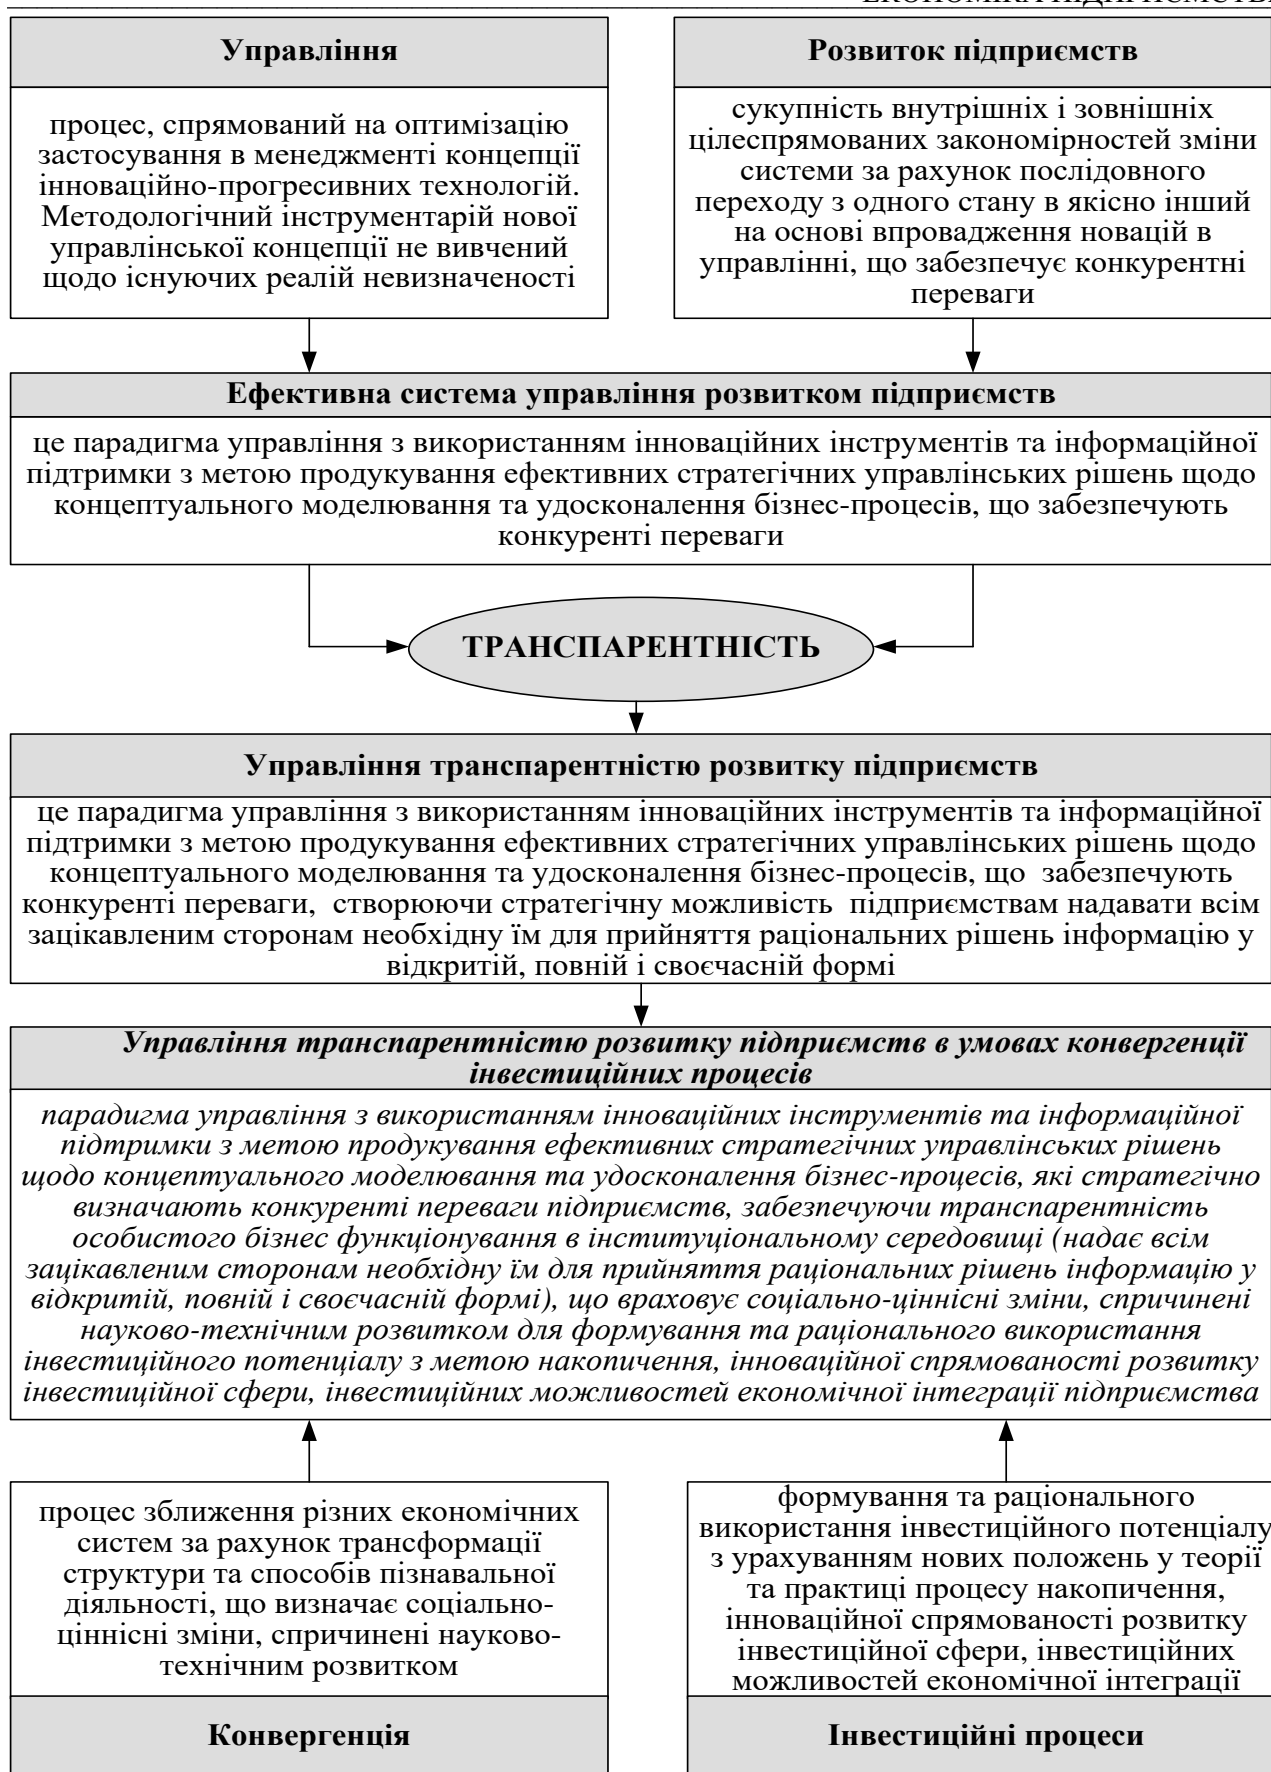 Управління
процес, спрямований на оптимізацію
застосування в менеджменті концепції
інноваційно-прогресивних технологій.
Методологічний інструментарій нової
управлінської концепції не вивчений
щодо існуючих реалій невизначеності
Розвиток підприємств
сукупність внутрішніх і зовнішніх
цілеспрямованих закономірностей зміни
системи за рахунок послідовного
переходу з одного стану в якісно інший
на основі впровадження новацій в
управлінні, що забезпечує конкурентні
переваги
Ефективна система управління розвитком підприємств
це парадигма управління з використанням інноваційних інструментів та інформаційної
підтримки з метою продукування ефективних стратегічних управлінських рішень щодо
концептуального моделювання та удосконалення бізнес-процесів, що забезпечують
конкуренті переваги
ТРАНСПАРЕНТНІСТЬ
Управління транспарентністю розвитку підприємств
це парадигма управління з використанням інноваційних інструментів та інформаційної
підтримки з метою продукування ефективних стратегічних управлінських рішень щодо
концептуального моделювання та удосконалення бізнес-процесів, що забезпечують
конкуренті переваги, створюючи стратегічну можливість підприємствам надавати всім
зацікавленим сторонам необхідну їм для прийняття раціональних рішень інформацію у
відкритій, повній і своєчасній формі
Управління транспарентністю розвитку підприємств в умовах конвергенції
інвестиційних процесів
парадигма управління з використанням інноваційних інструментів та інформаційної
підтримки з метою продукування ефективних стратегічних управлінських рішень
щодо концептуального моделювання та удосконалення бізнес-процесів, які стратегічно
визначають конкуренті переваги підприємств, забезпечуючи транспарентність
особистого бізнес функціонування в інституціональному середовищі (надає всім
зацікавленим сторонам необхідну їм для прийняття раціональних рішень інформацію у
відкритій, повній і своєчасній формі), що враховує соціально-ціннісні зміни, спричинені
науково-технічним розвитком для формування та раціонального використання
інвестиційного потенціалу з метою накопичення, інноваційної спрямованості розвитку
інвестиційної сфери, інвестиційних можливостей економічної інтеграції підприємства
процес зближення різних економічних
систем за рахунок трансформації
структури та способів пізнавальної
діяльності, що визначає соціально-
ціннісні зміни, спричинені науково-
технічним розвитком
Конвергенція
формування та раціонального
використання інвестиційного потенціалу
з урахуванням нових положень у теорії
та практиці процесу накопичення,
інноваційної спрямованості розвитку
інвестиційної сфери, інвестиційних
можливостей економічної інтеграції
Інвестиційні процеси